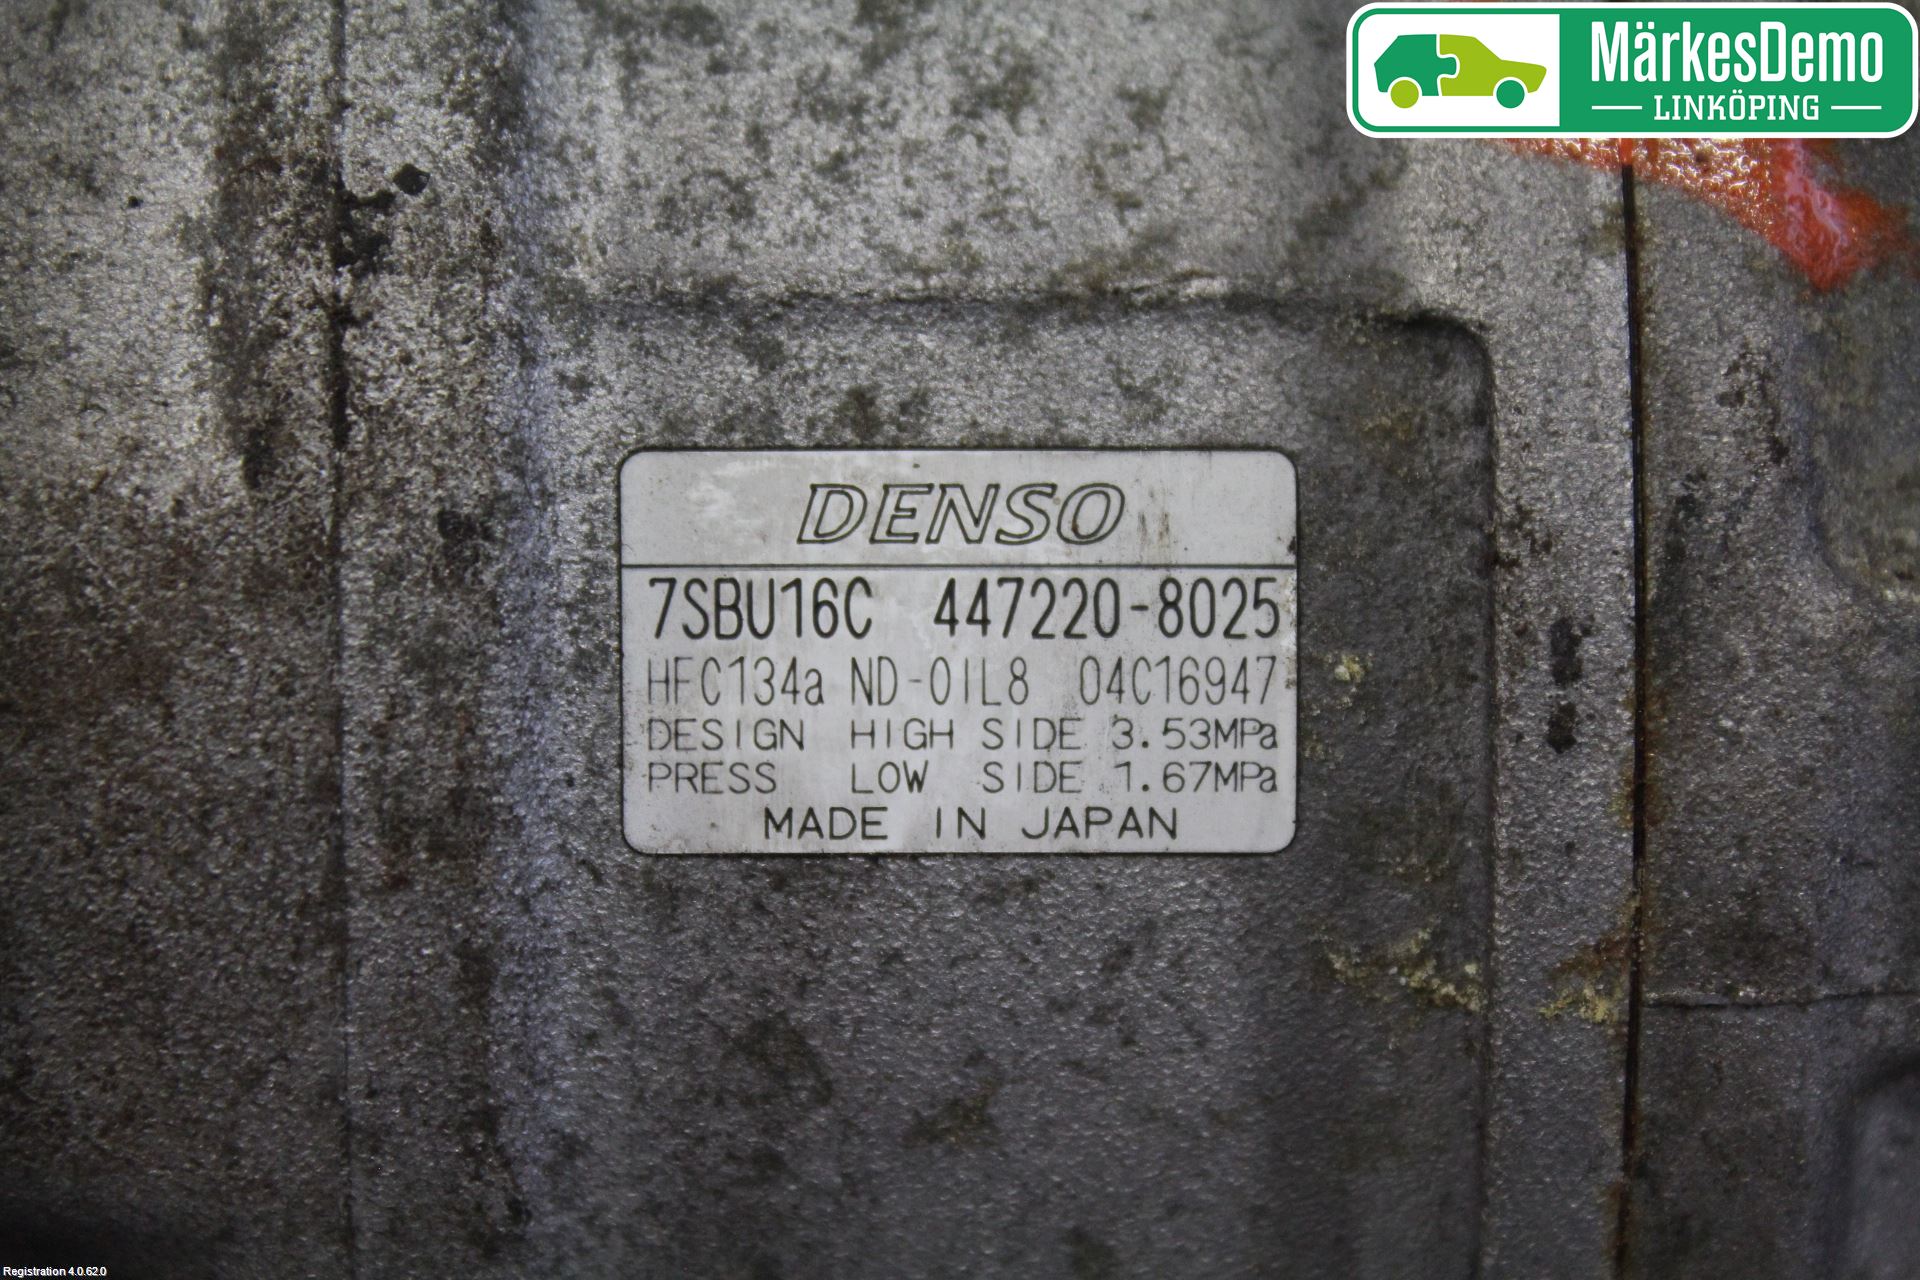 MärkesDemo
LINKÖPING
DENSO
7SBU16C 447220-8025
HFC134a ND-OIL8 04C16947
DESIGN HIGH SIDE 3.53MPa
PRESS LOW SIDE 1.67MPa
MADE IN JAPAN
Registration 4.0.62.0